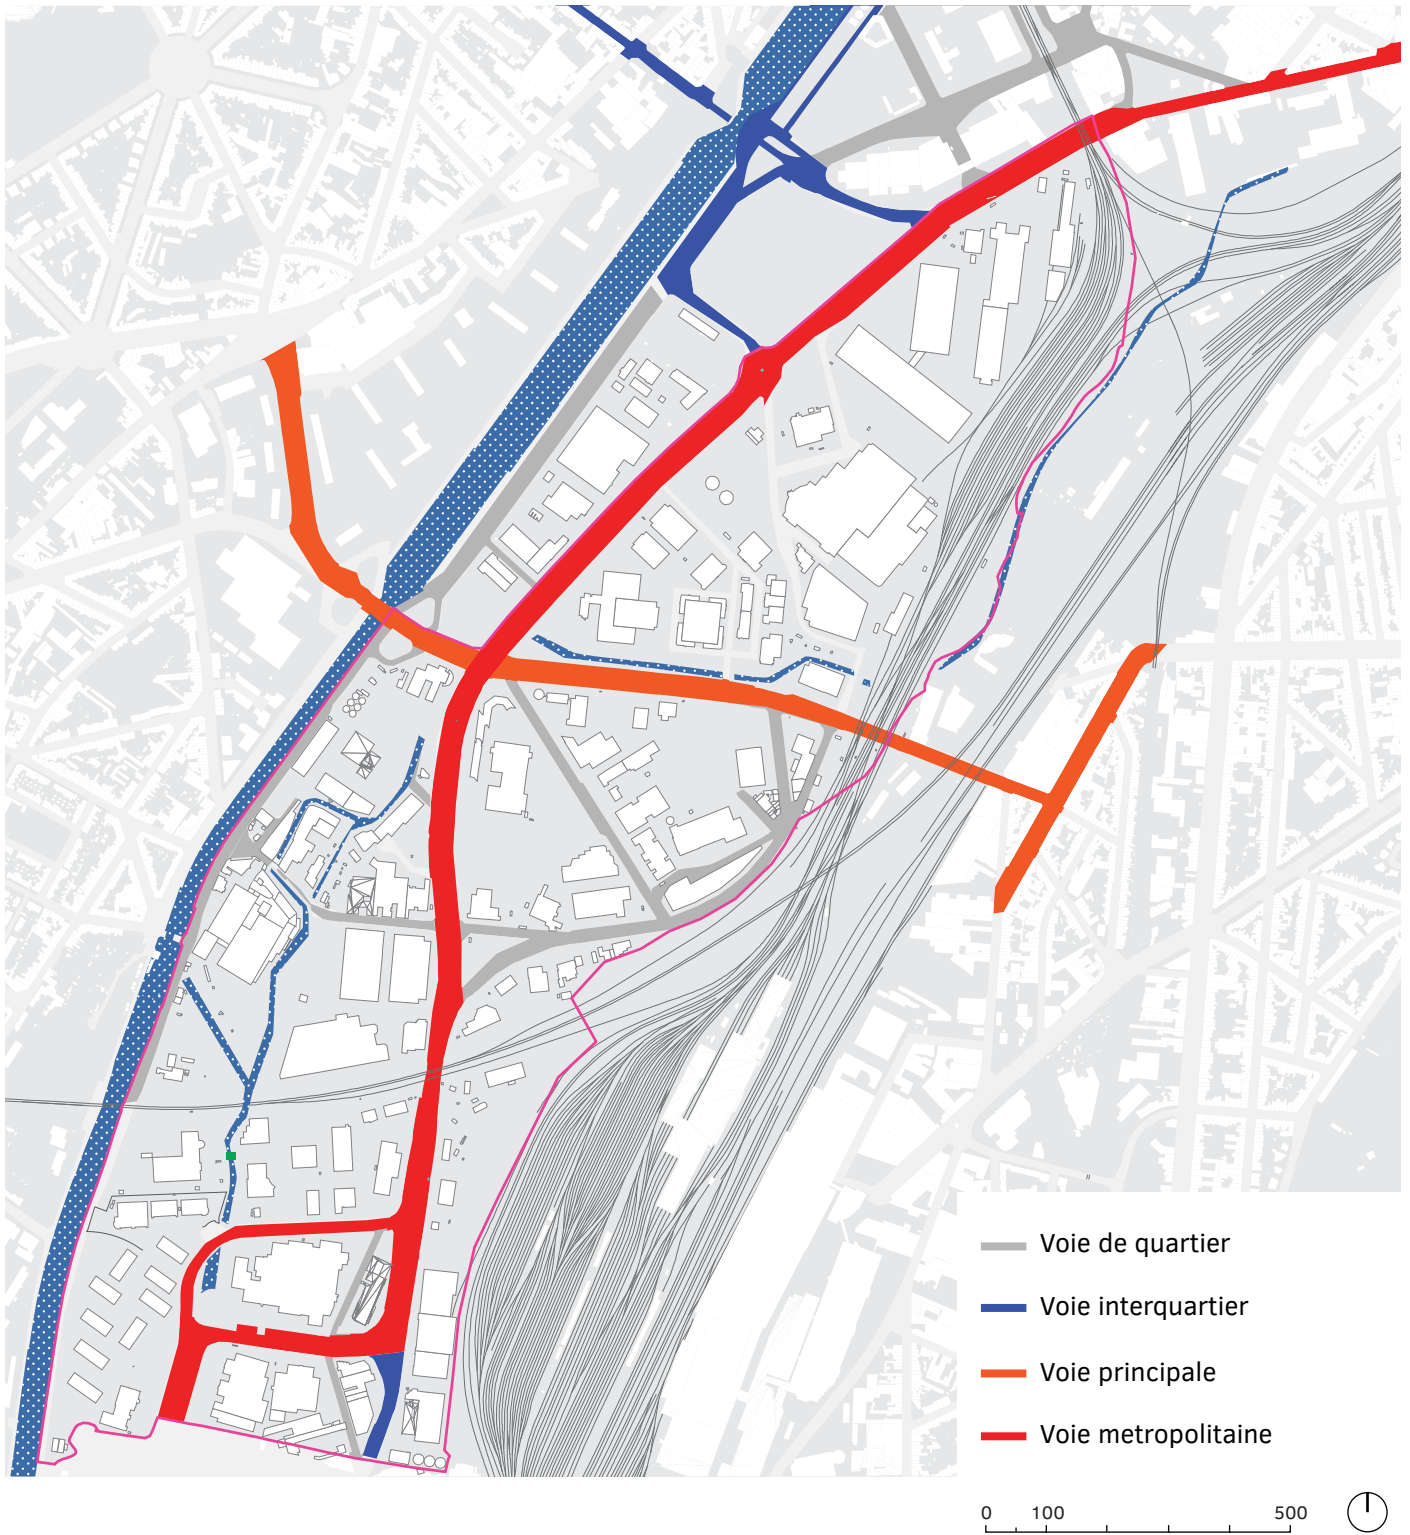 Voie de quartier
Voie interquartier
Voie principale
Voie metropolitaine
0 100 500